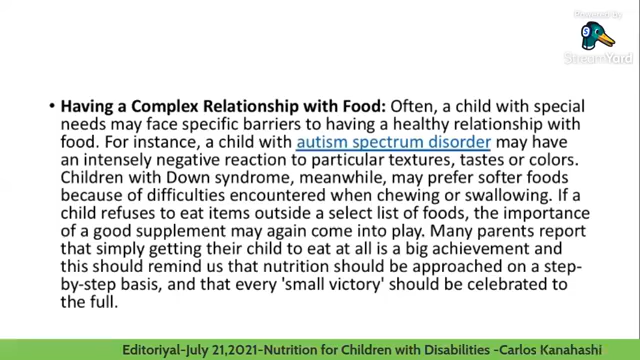 Powered by
StreamYard
• Having a Complex Relationship with Food: Often, a child with special
needs may face specific barriers to having a healthy relationship with
food. For instance, a child with autism spectrum disorder may have
an intensely negative reaction to particular textures, tastes or colors.
Children with Down syndrome, meanwhile, may prefer softer foods
because of difficulties encountered when chewing or swallowing. If a
child refuses to eat items outside a select list of foods, the importance
of a good supplement may again come into play. Many parents report
that simply getting their child to eat at all is a big achievement and
this should remind us that nutrition should be approached on a step-
by-step basis, and that every 'small victory' should be celebrated to
the full.
Editoriyal-July 21,2021-Nutrition for Children with Disabilities -Carlos Kanahashi